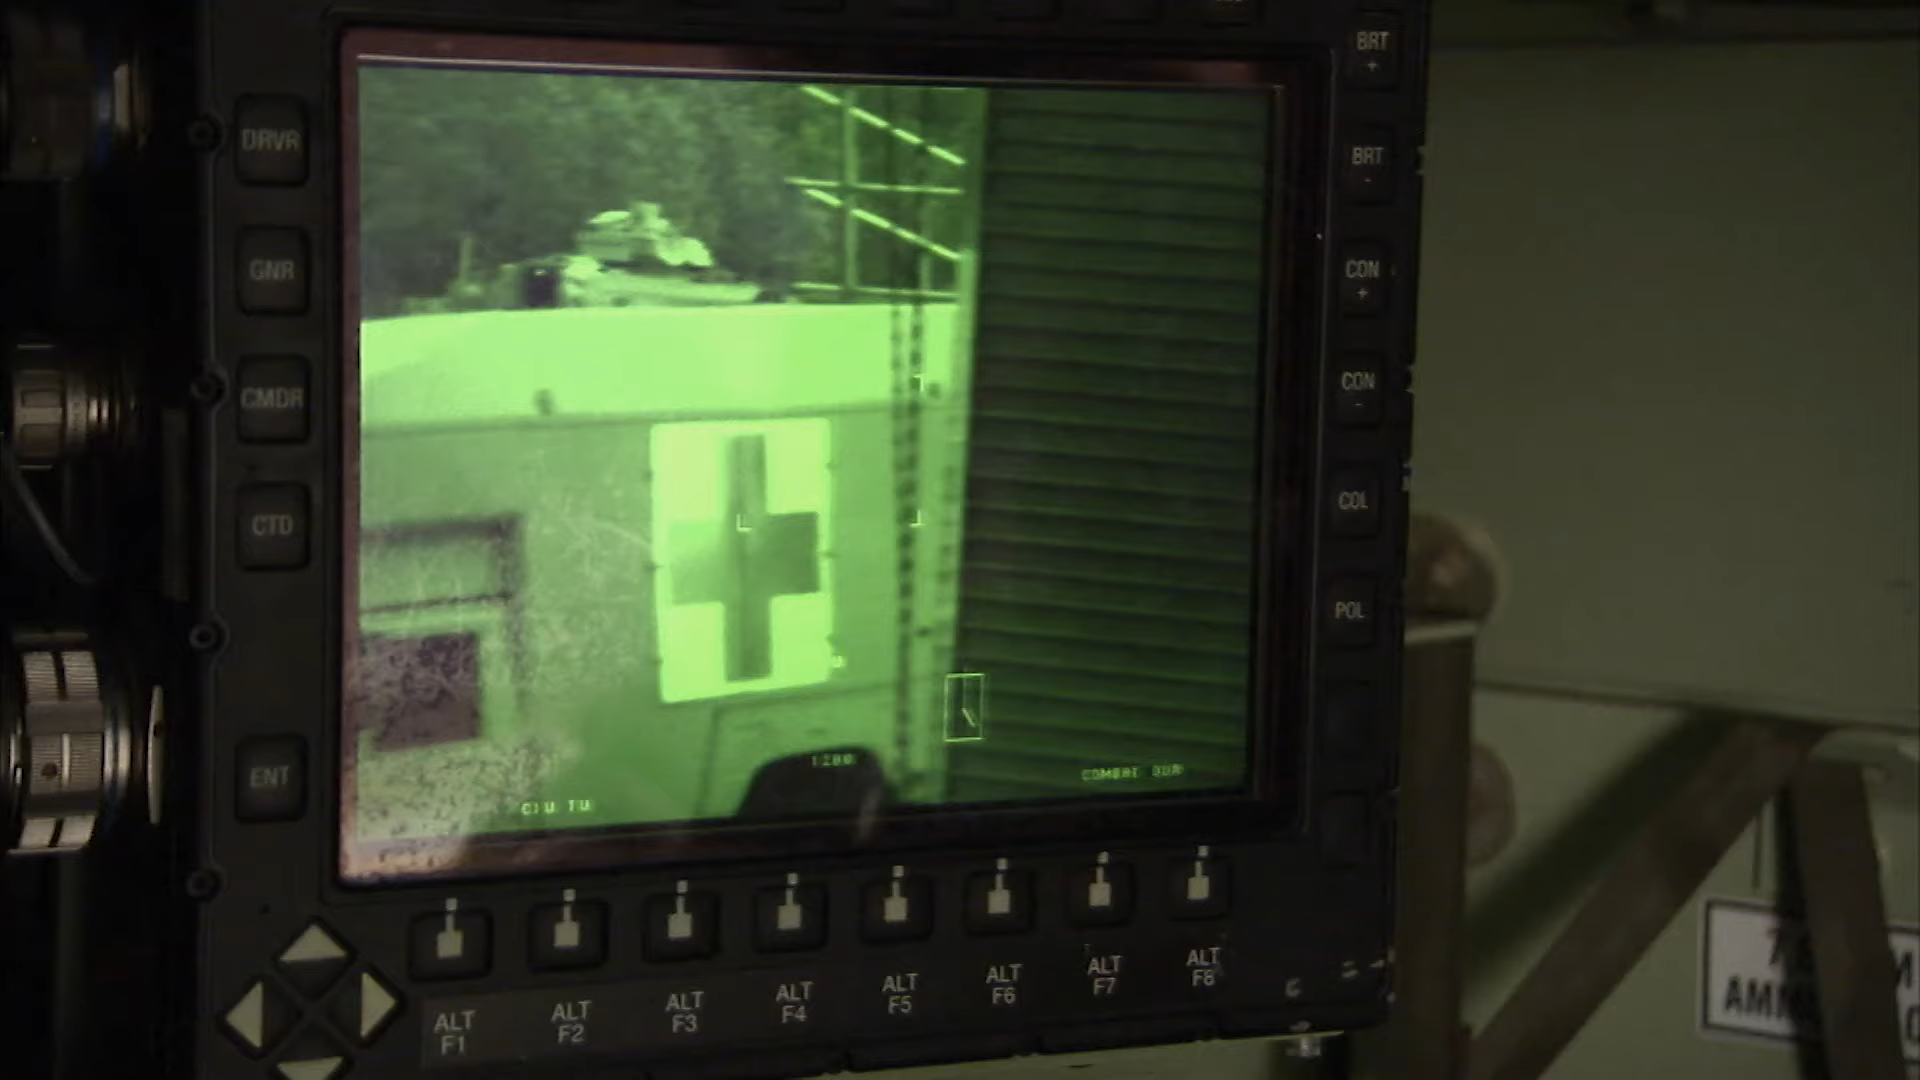 BRT
+
DRVR
BRT
-
GNR
CON
+
CMDR
CON
-
CTD
COL
POL
ENT
1200
ALT
F1
ALT
F2
ALT
F3
ALT
F4
ALT
F5
ALT
F6
ALT
F7
ALT
F8